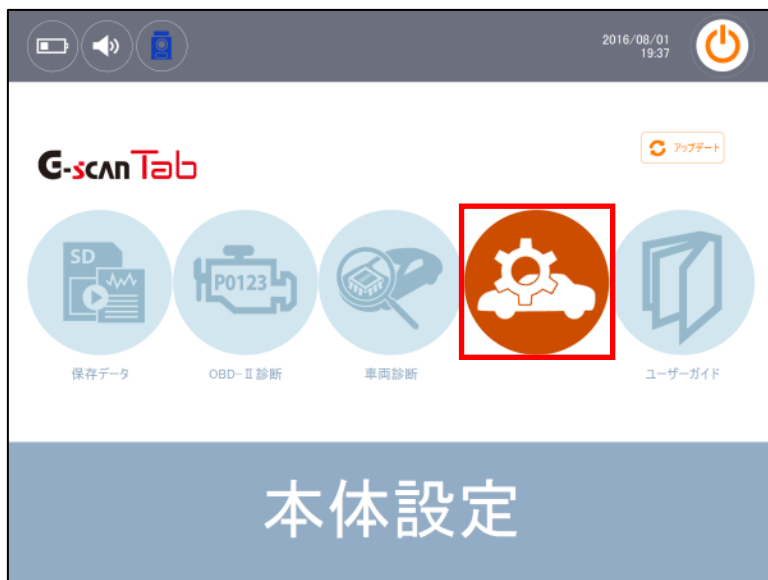 2016/08/01
19:37
G-scan Tab
アップデート
SD
P0123
保存データ
OBD-Ⅱ診断
車両診断
ユーザーガイド
本体設定